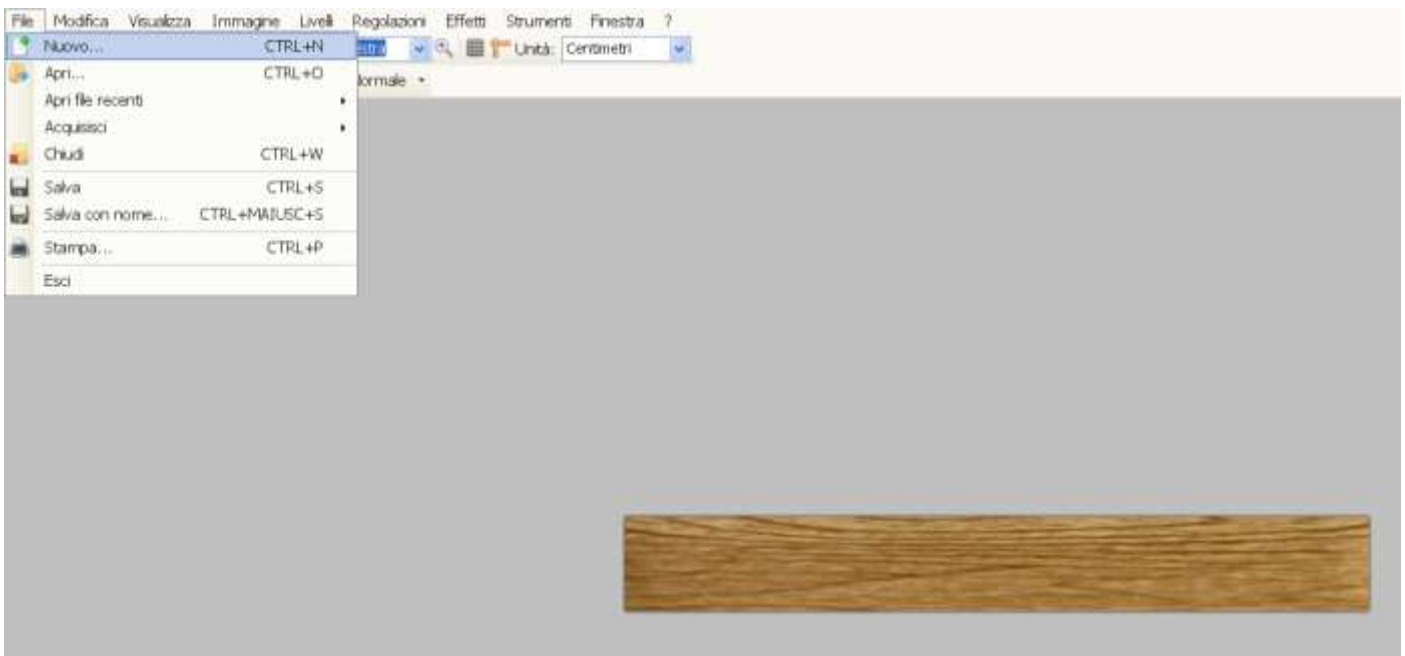 File Modifica Visualizza Immagine Livelli Regolazioni Effetti Strumenti Finestra ?
Nuovo... CTRL+N
Unità: Centimetri
Apri... CTRL+O
Normale
Apri file recenti
Acquisisci
Chiudi CTRL+W
Salva CTRL+S
Salva con nome... CTRL+MAIUSC+S
Stampa... CTRL+P
Esci